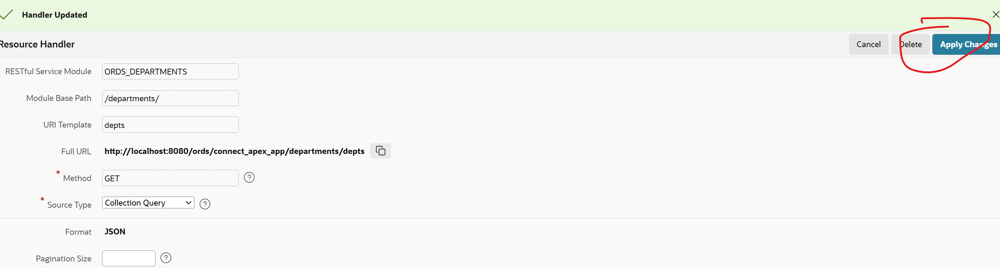 Handler Updated
Resource Handler
Cancel
Delete
Apply Changes
RESTful Service Module
ORDS_DEPARTMENTS
Module Base Path
/departments/
URI Template
depts
Full URL
http://localhost:8080/ords/connect_apex_app/departments/depts
* Method
GET
?
* Source Type
Collection Query
?
Format
JSON
Pagination Size
?